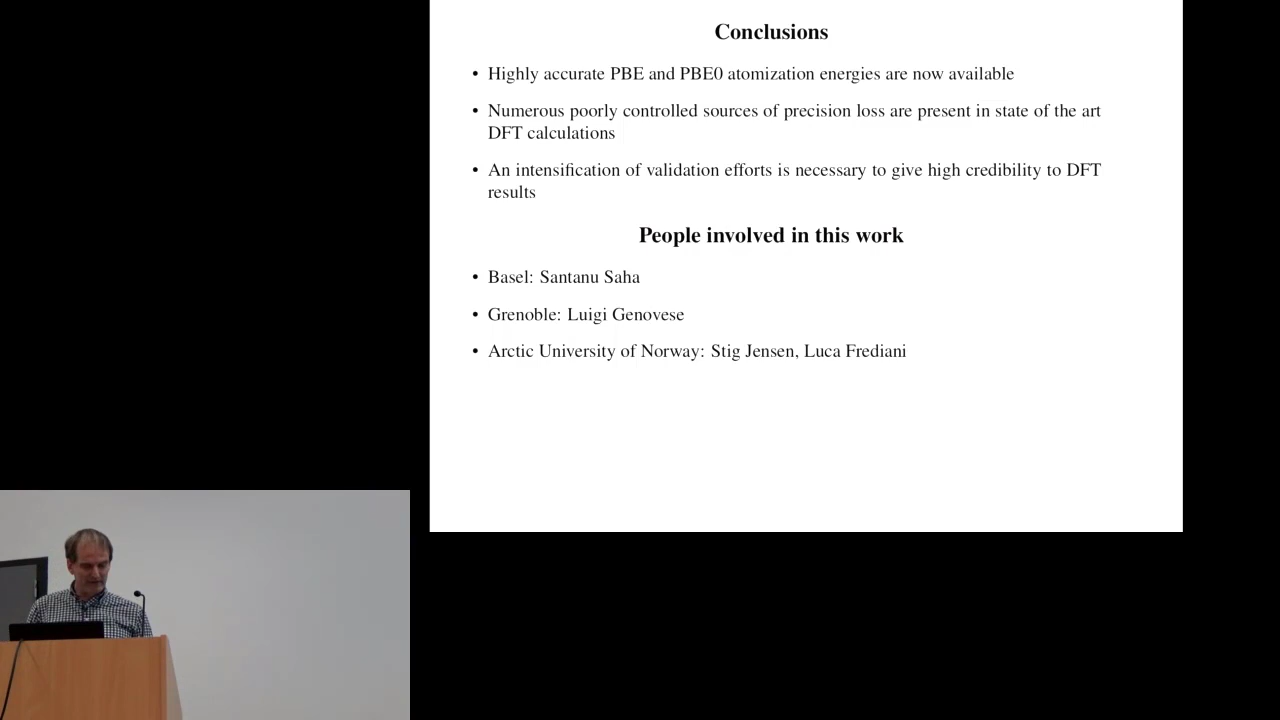 Conclusions
• Highly accurate PBE and PBE0 atomization energies are now available
• Numerous poorly controlled sources of precision loss are present in state of the art
DFT calculations
• An intensification of validation efforts is necessary to give high credibility to DFT
results
People involved in this work
• Basel: Santanu Saha
• Grenoble: Luigi Genovese
• Arctic University of Norway: Stig Jensen, Luca Frediani